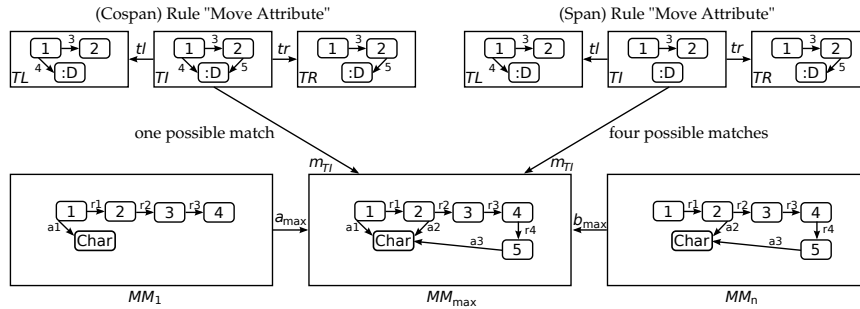 (Cospan) Rule "Move Attribute"
(Span) Rule "Move Attribute"
1 3 2
4 :D
TL
tl
1 3 2
4 :D 5
TI
tr
1 3 2
:D 5
TR
1 3 2
4 :D
TL
tl
1 3 2
:D
TI
tr
1 3 2
:D 5
TR
one possible match
four possible matches
m_TI
m_TI
1 r1 2 r2 3 r3 4
a1
Char
MM_1
a_max
1 r1 2 r2 3 r3 4
a1 a2 r4
Char a3 5
MM_max
b_max
1 r1 2 r2 3 r3 4
a2 r4
Char a3 5
MM_n